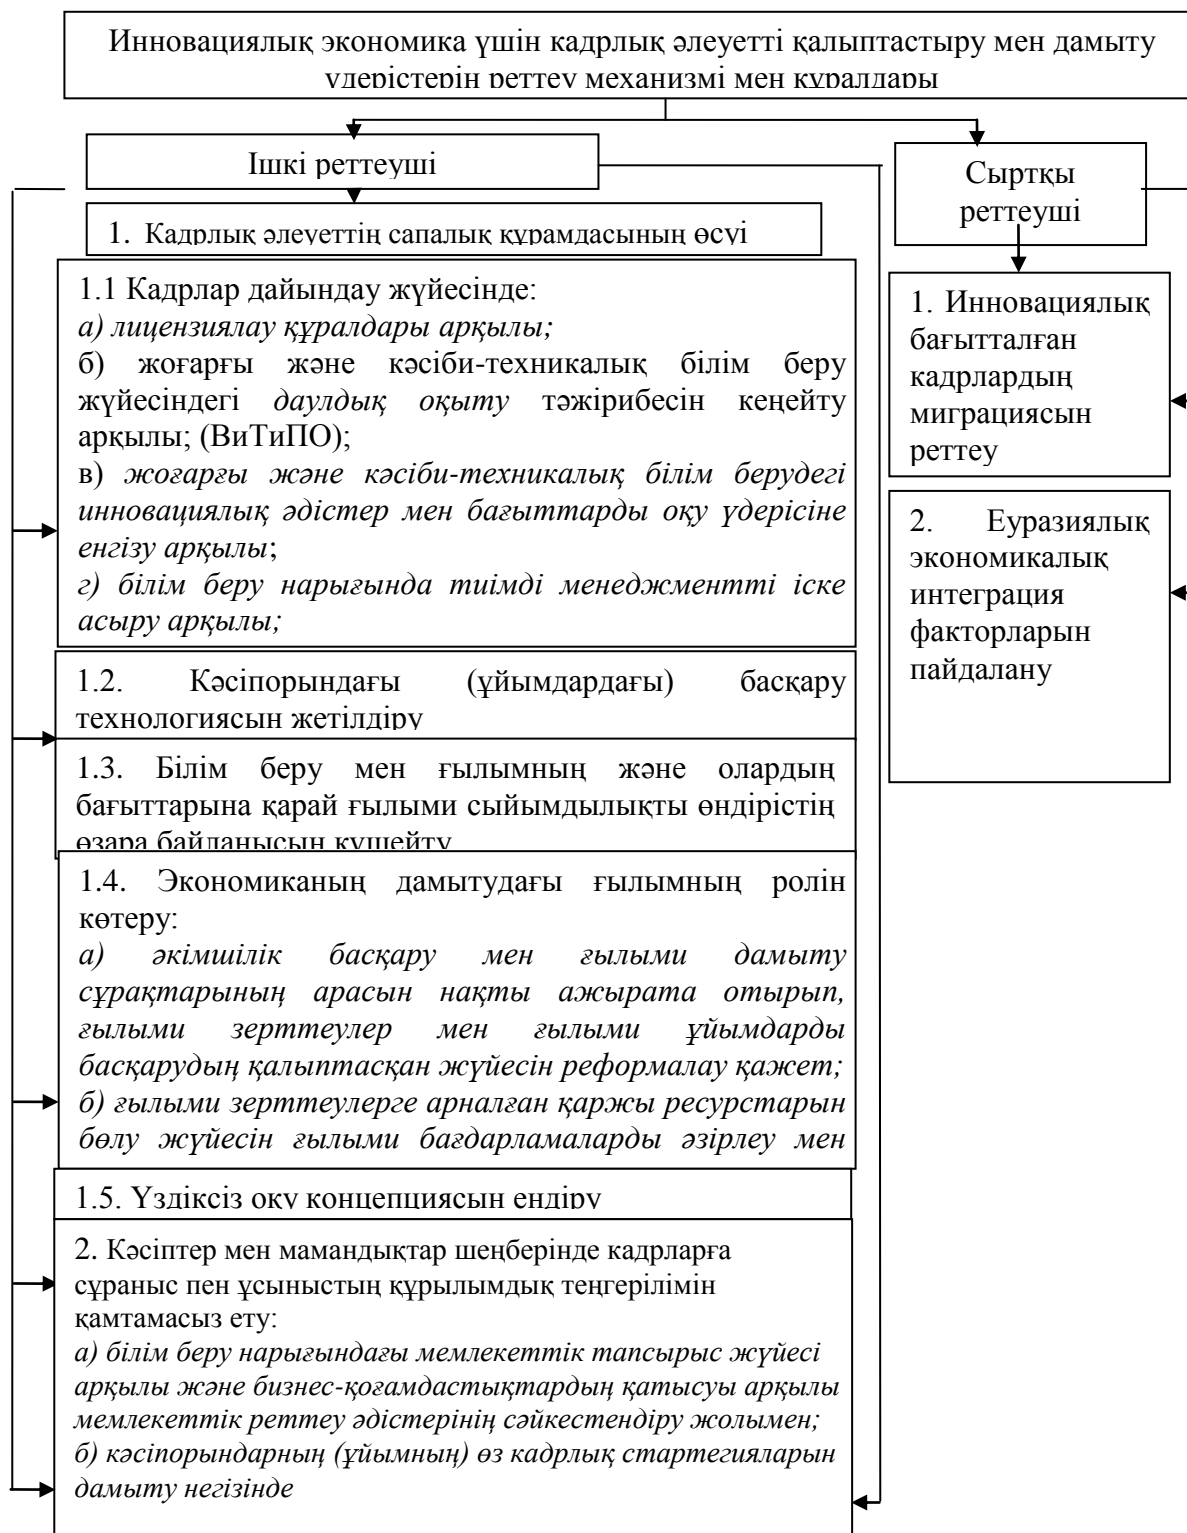 Инновациялық экономика үшін кадрлық әлеуетті қалыптастыру мен дамыту
үдерістерін реттеу механизмі мен құралдары
Ішкі реттеуші
Сыртқы
реттеуші
1. Кадрлық әлеуеттің сапалық құрамдасының өсуі
1.1 Кадрлар дайындау жүйесінде:
а) лицензиялау құралдары арқылы;
б) жоғарғы және кәсіби-техникалық білім беру
жүйесіндегі даулдық оқыту тәжірибесін кеңейту
арқылы; (ВиТиПО);
в) жоғарғы және кәсіби-техникалық білім берудегі
инновациялық әдістер мен бағыттарды оқу үдерісіне
енгізу арқылы;
г) білім беру нарығында тиімді менеджментті іске
асыру арқылы;
1.2. Кәсіпорындағы (ұйымдардағы) басқару
технологиясын жетілдіру
1.3. Білім беру мен ғылымның және олардың
бағыттарына қарай ғылыми сыйымдылықты өндірістің
өзара байланысын күшейту
1.4. Экономиканың дамытудағы ғылымның ролін
көтеру:
а) әкімшілік басқару мен ғылыми дамыту
сұрақтарының арасын нақты ажырата отырып,
ғылыми зерттеулер мен ғылыми ұйымдарды
басқарудың қалыптасқан жүйесін реформалау қажет;
б) ғылыми зерттеулерге арналған қаржы ресурстарын
бөлу жүйесін ғылыми бағдарламаларды әзірлеу мен
1.5. Үздіксіз оқу концепциясын ендіру
2. Кәсіптер мен мамандықтар шеңберінде кадрларға
сұраныс пен ұсыныстың құрылымдық теңгерілімін
қамтамасыз ету:
а) білім беру нарығындағы мемлекеттік тапсырыс жүйесі
арқылы және бизнес-қоғамдастықтардың қатысуы арқылы
мемлекеттік реттеу әдістерінің сәйкестендіру жолымен;
б) кәсіпорындарның (ұйымның) өз кадрлық стартегияларын
дамыту негізінде
1. Инновациялық
бағытталған
кадрлардың
миграциясын
реттеу
2. Еуразиялық
экономикалық
интеграция
факторларын
пайдалану